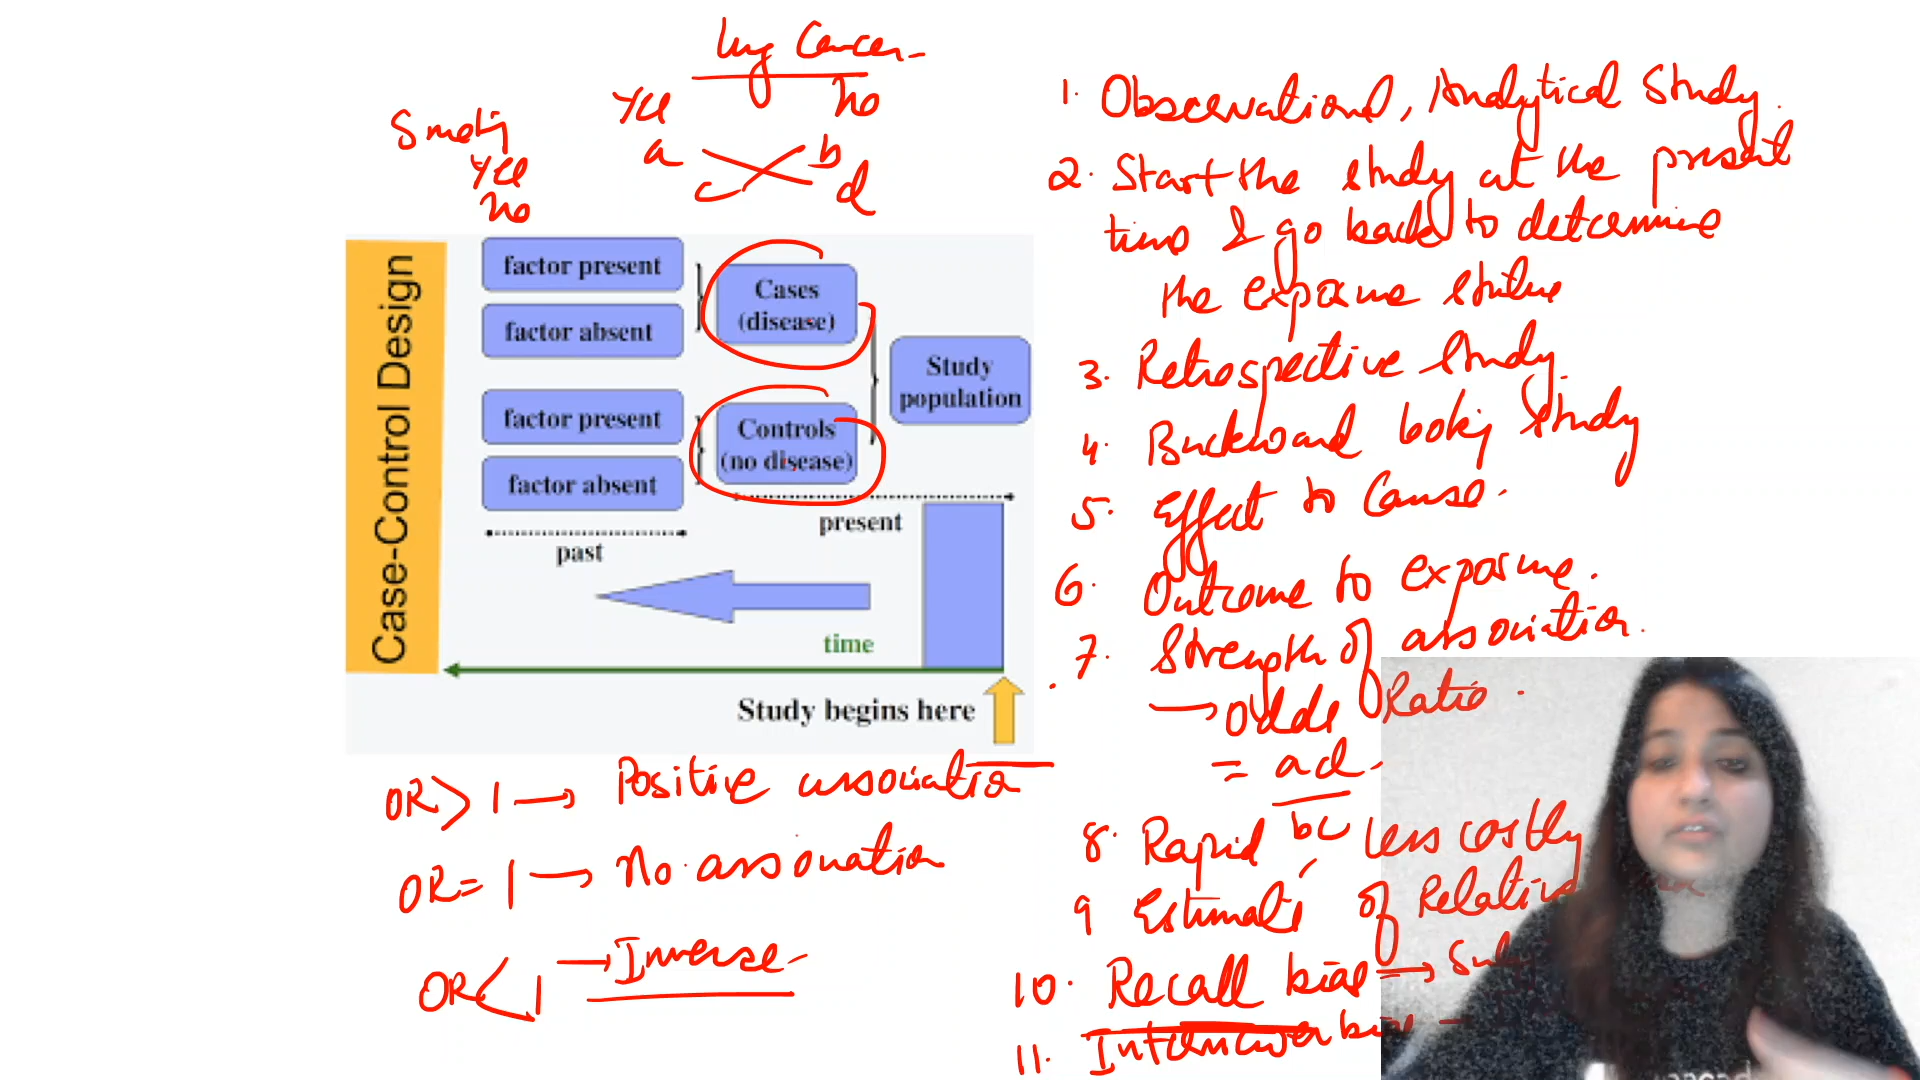 lung Cancer
Yes no
Smoking
Yes a b
no c d
Case-Control Design
factor present
factor absent
Cases
(disease)
factor present
factor absent
Controls
(no disease)
Study
population
past
present
time
Study begins here
OR > 1 → Positive association
OR = 1 → no association
OR < 1 → Inverse
1. Observational, Analytical Study.
2. Start the study at the present
time & go back to determine
the exposure status
3. Retrospective study.
4. Backward looking study
5. Effect to Cause.
6. Outcome to exposure.
7. Strength of association.
→ Odds Ratio.
= ad
bc
8. Rapid, less costly
9 Estimate of Relative
10. Recall bias →
11. Interviewer bias –